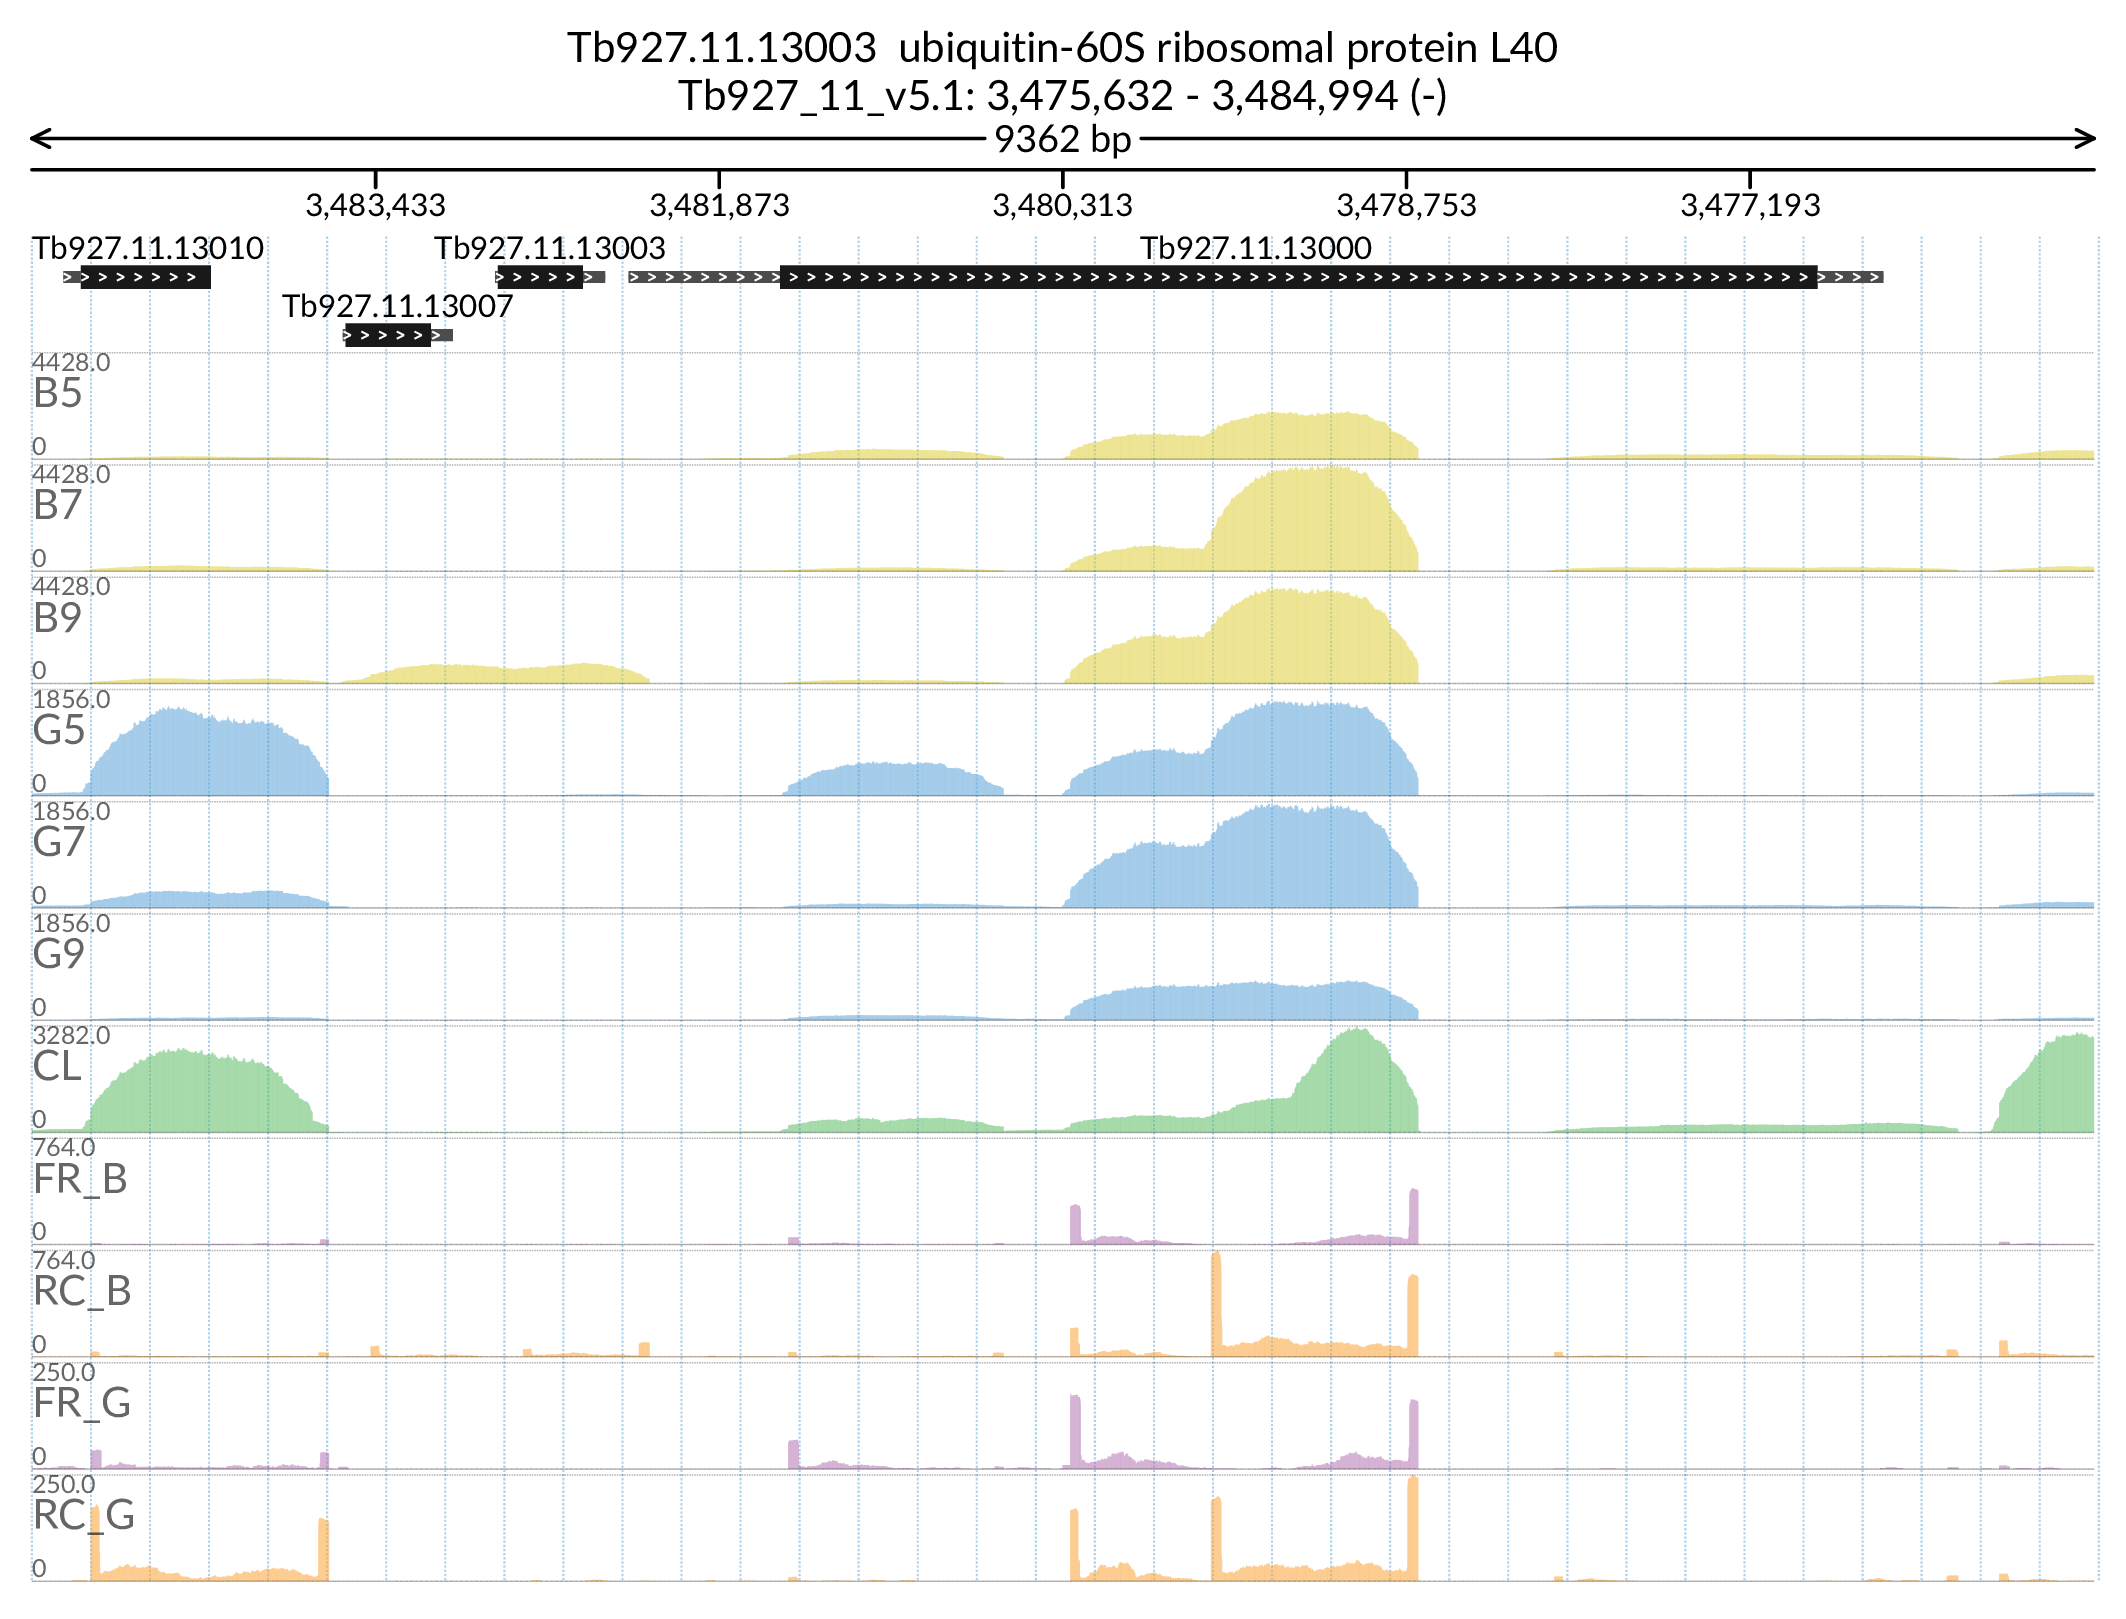 Tb927.11.13003 ubiquitin-60S ribosomal protein L40
Tb927_11_v5.1: 3,475,632 - 3,484,994 (-)
9362 bp
3,483,433 3,481,873 3,480,313 3,478,753 3,477,193
Tb927.11.13010 Tb927.11.13003 Tb927.11.13000
Tb927.11.13007
4428.0
B5
0
4428.0
B7
0
4428.0
B9
0
1856.0
G5
0
1856.0
G7
0
1856.0
G9
0
3282.0
CL
0
764.0
FR_B
0
764.0
RC_B
0
250.0
FR_G
0
250.0
RC_G
0